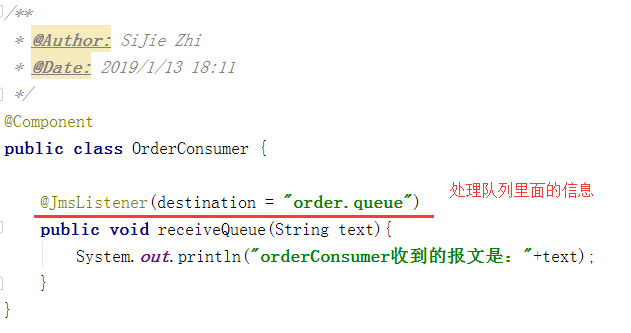 /**
 * @Author: SiJie Zhi
 * @Date: 2019/1/13 18:11
 */
@Component
public class OrderConsumer {
@JmsListener(destination = "order.queue")
处理队列里面的信息
public void receiveQueue(String text){
System.out.println("orderConsumer收到的报文是："+text);
}
}